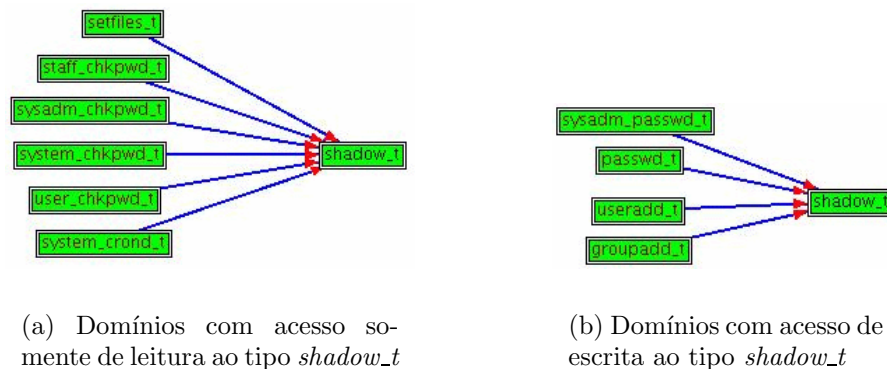 setfiles_t
staff_chkpwd_t
sysadm_chkpwd_t
system_chkpwd_t
user_chkpwd_t
system_crond_t
shadow_t
sysadm_passwd_t
passwd_t
useradd_t
groupadd_t
shadow_t
(a) Domínios com acesso so-
mente de leitura ao tipo shadow_t
(b) Domínios com acesso de
escrita ao tipo shadow_t